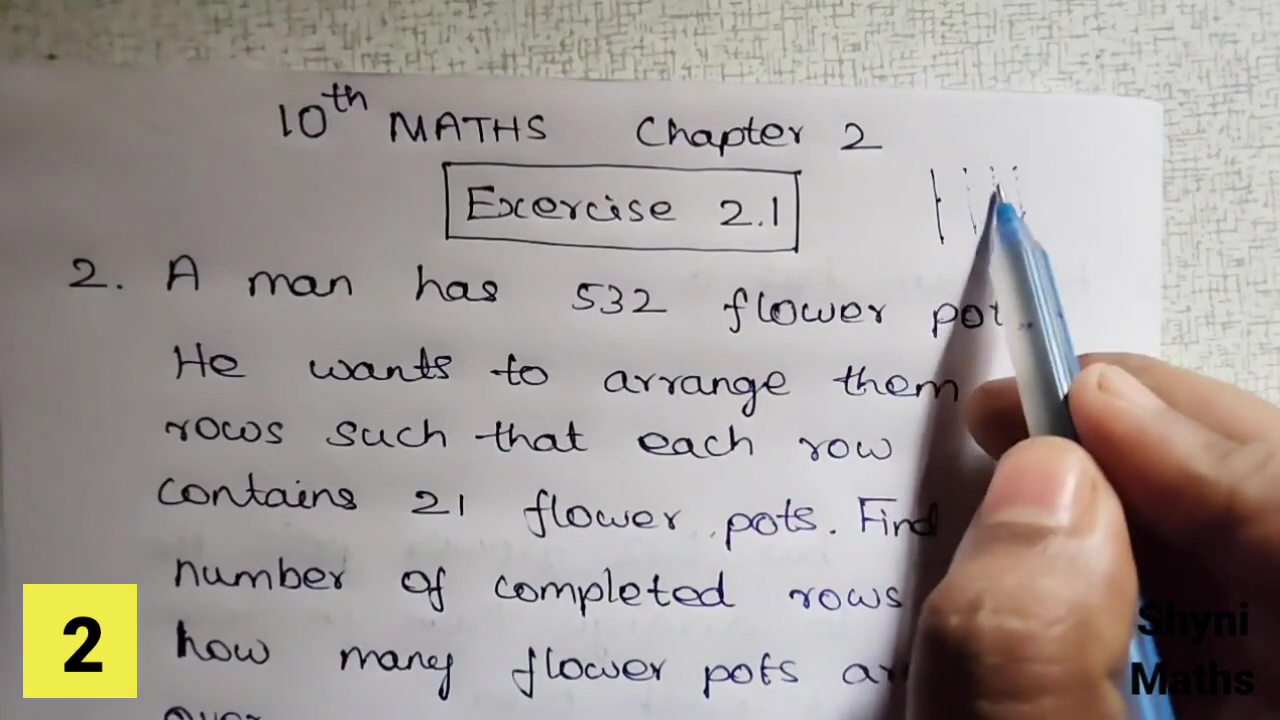 10th MATHS Chapter 2
Exercise 2.1
2. A man has 532 flower pot
He wants to arrange them
rows such that each row
contains 21 flower pots. Find
number of completed rows
how many flower pots ar
over
2
Shyni
Maths